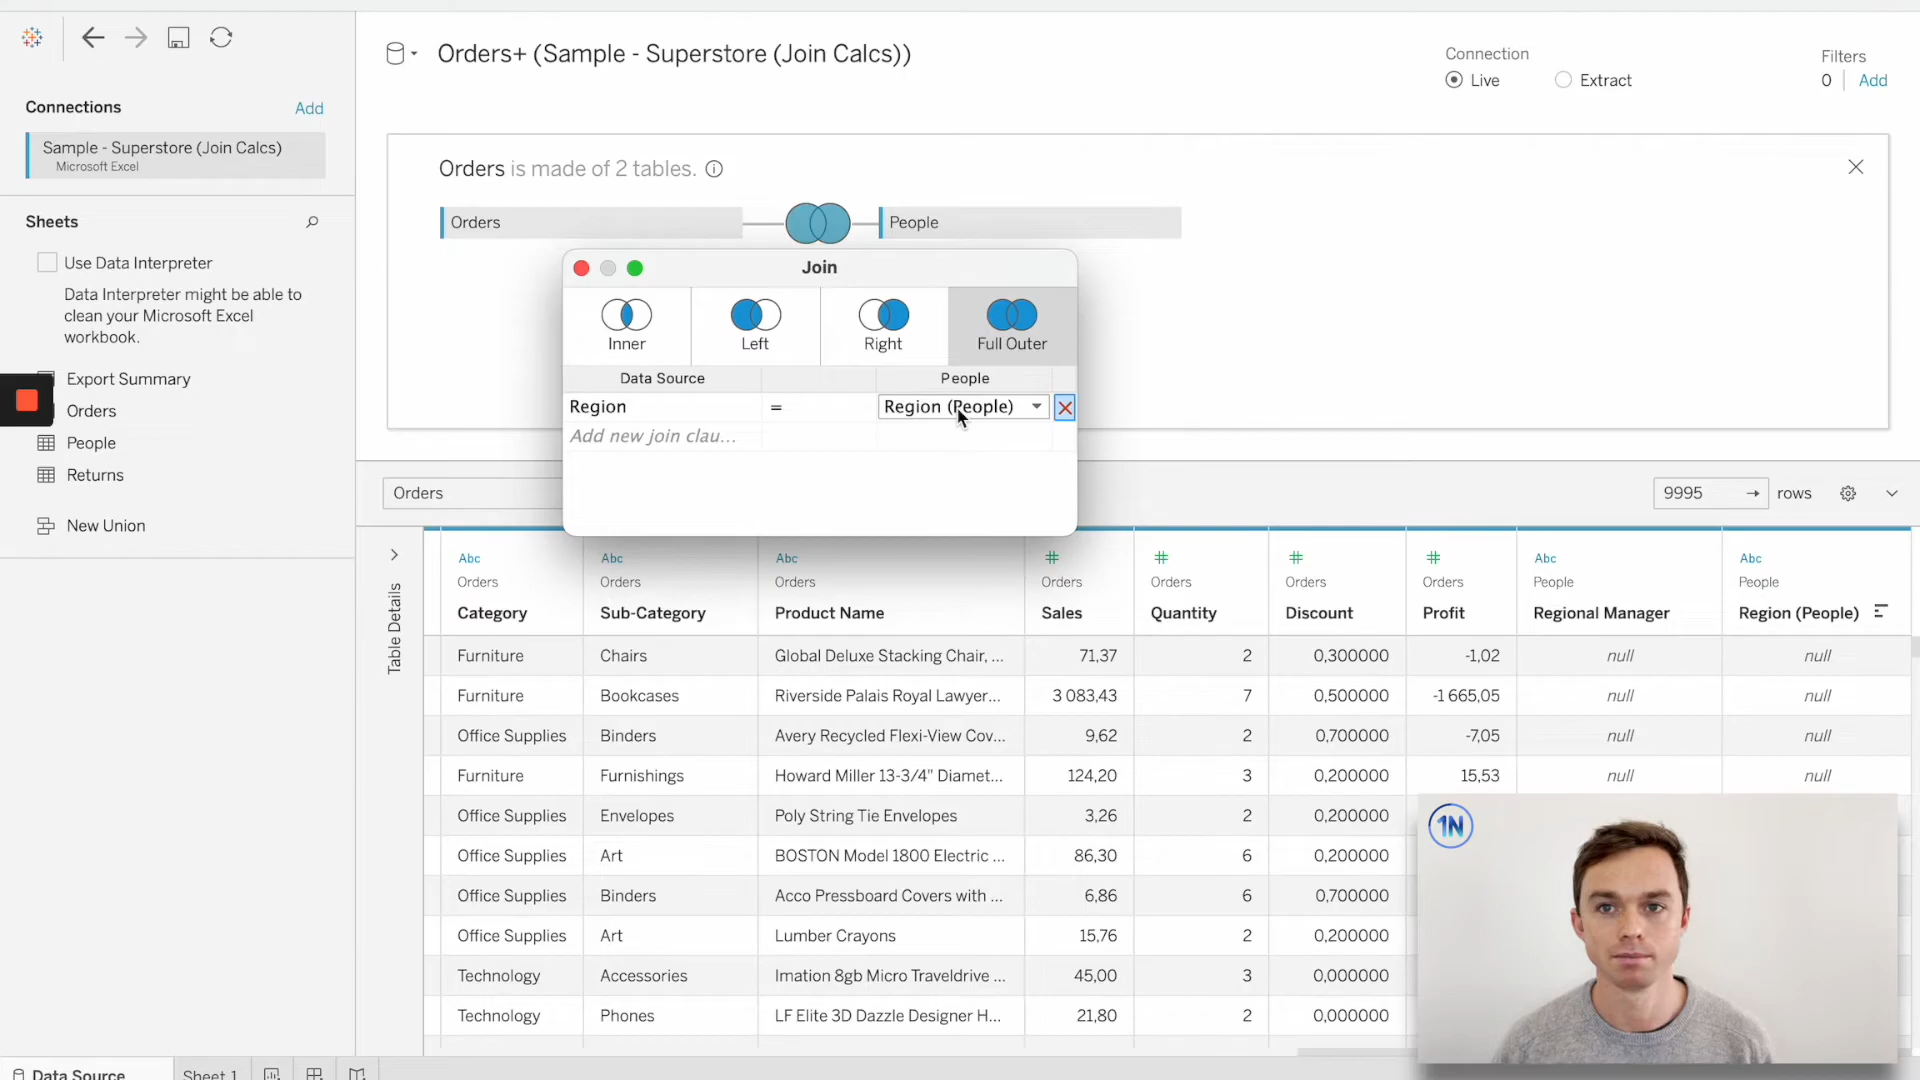 Orders+ (Sample - Superstore (Join Calcs))
Connection
Live
Extract
Filters
0
Add
Connections
Add
Sample - Superstore (Join Calcs)
Microsoft Excel
Sheets
Use Data Interpreter
Data Interpreter might be able to
clean your Microsoft Excel
workbook.
Export Summary
Orders
People
Returns
New Union
Orders is made of 2 tables.
Orders
People
Join
Inner
Left
Right
Full Outer
Data Source
People
Region
=
Region (People)
Add new join clau...
Orders
9995
rows
Table Details
Abc
Abc
Abc
#
#
#
#
Abc
Abc
Orders
Orders
Orders
Orders
Orders
Orders
Orders
People
People
Category
Sub-Category
Product Name
Sales
Quantity
Discount
Profit
Regional Manager
Region (People)
Furniture Chairs Global Deluxe Stacking Chair, ... 71,37 2 0,300000 -1,02 null null
Furniture Bookcases Riverside Palais Royal Lawyer... 3 083,43 7 0,500000 -1 665,05 null null
Office Supplies Binders Avery Recycled Flexi-View Cov... 9,62 2 0,700000 -7,05 null null
Furniture Furnishings Howard Miller 13-3/4" Diamet... 124,20 3 0,200000 15,53 null null
Office Supplies Envelopes Poly String Tie Envelopes 3,26 2 0,200000
Office Supplies Art BOSTON Model 1800 Electric ... 86,30 6 0,200000
Office Supplies Binders Acco Pressboard Covers with ... 6,86 6 0,700000
Office Supplies Art Lumber Crayons 15,76 2 0,200000
Technology Accessories Imation 8gb Micro Traveldrive ... 45,00 3 0,000000
Technology Phones LF Elite 3D Dazzle Designer H... 21,80 2 0,000000
1N
Data Source
Sheet 1